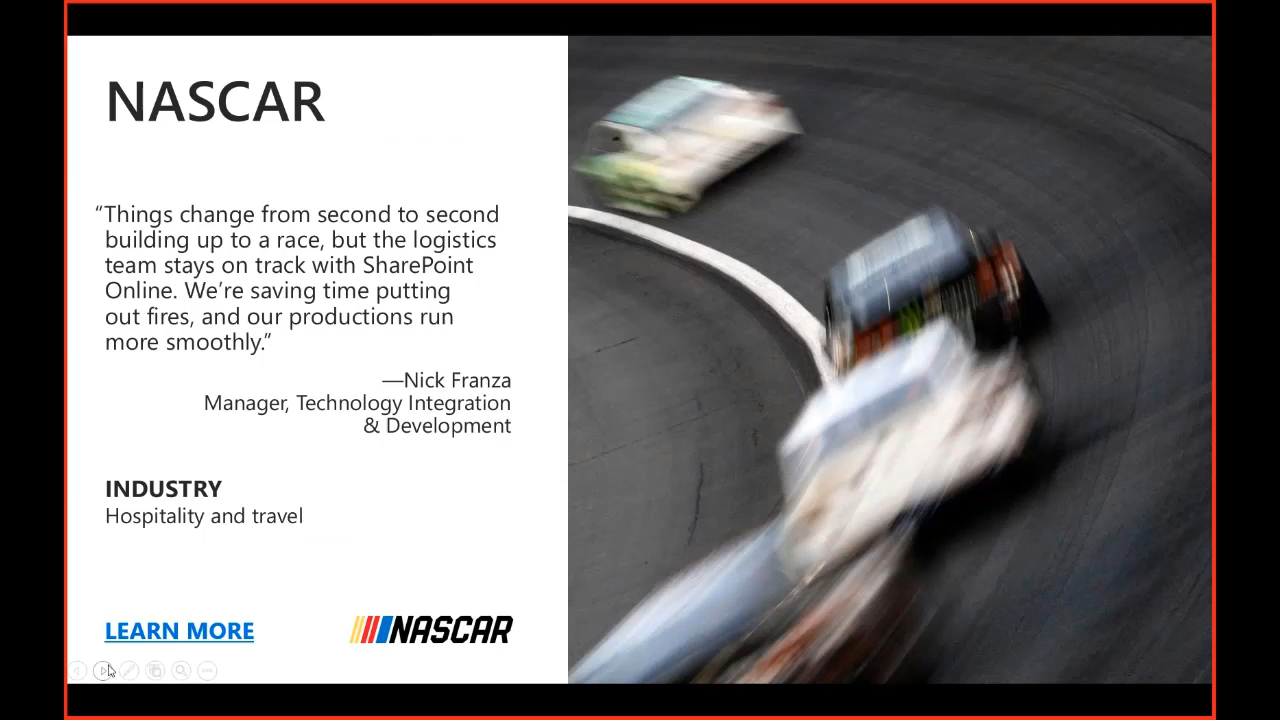 NASCAR
“Things change from second to second
building up to a race, but the logistics
team stays on track with SharePoint
Online. We’re saving time putting
out fires, and our productions run
more smoothly.”
—Nick Franza
Manager, Technology Integration
& Development
INDUSTRY
Hospitality and travel
LEARN MORE
NASCAR